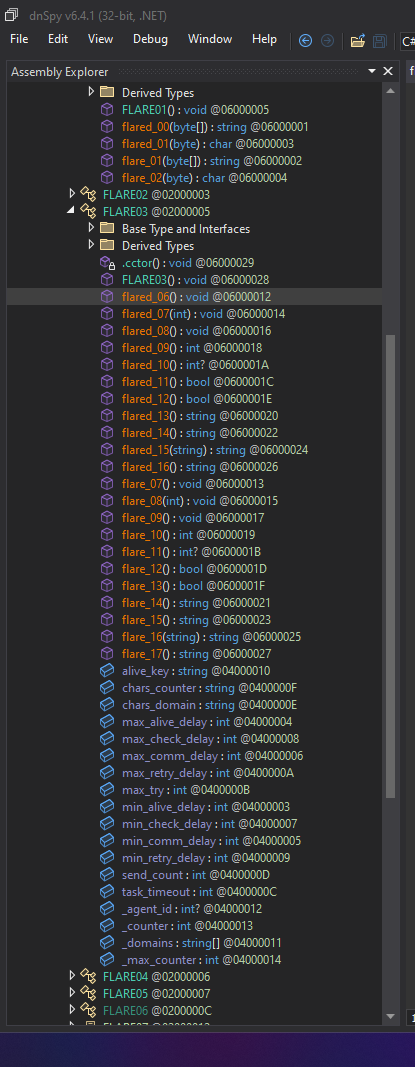 dnSpy v6.4.1 (32-bit, .NET)
File Edit View Debug Window Help C#
Assembly Explorer
Derived Types
FLARE01() : void @06000005
flared_00(byte[]) : string @06000001
flared_01(byte) : char @06000003
flare_01(byte[]) : string @06000002
flare_02(byte) : char @06000004
FLARE02 @02000003
FLARE03 @02000005
Base Type and Interfaces
Derived Types
.cctor() : void @06000029
FLARE03() : void @06000028
flared_06() : void @06000012
flared_07(int) : void @06000014
flared_08() : void @06000016
flared_09() : int @06000018
flared_10() : int? @0600001A
flared_11() : bool @0600001C
flared_12() : bool @0600001E
flared_13() : string @06000020
flared_14() : string @06000022
flared_15(string) : string @06000024
flared_16() : string @06000026
flare_07() : void @06000013
flare_08(int) : void @06000015
flare_09() : void @06000017
flare_10() : int @06000019
flare_11() : int? @0600001B
flare_12() : bool @0600001D
flare_13() : bool @0600001F
flare_14() : string @06000021
flare_15() : string @06000023
flare_16(string) : string @06000025
flare_17() : string @06000027
alive_key : string @04000010
chars_counter : string @0400000F
chars_domain : string @0400000E
max_alive_delay : int @04000004
max_check_delay : int @04000008
max_comm_delay : int @04000006
max_retry_delay : int @0400000A
max_try : int @0400000B
min_alive_delay : int @04000003
min_check_delay : int @04000007
min_comm_delay : int @04000005
min_retry_delay : int @04000009
send_count : int @0400000D
task_timeout : int @0400000C
_agent_id : int? @04000012
_counter : int @04000013
_domains : string[] @04000011
_max_counter : int @04000014
FLARE04 @02000006
FLARE05 @02000007
FLARE06 @0200000C